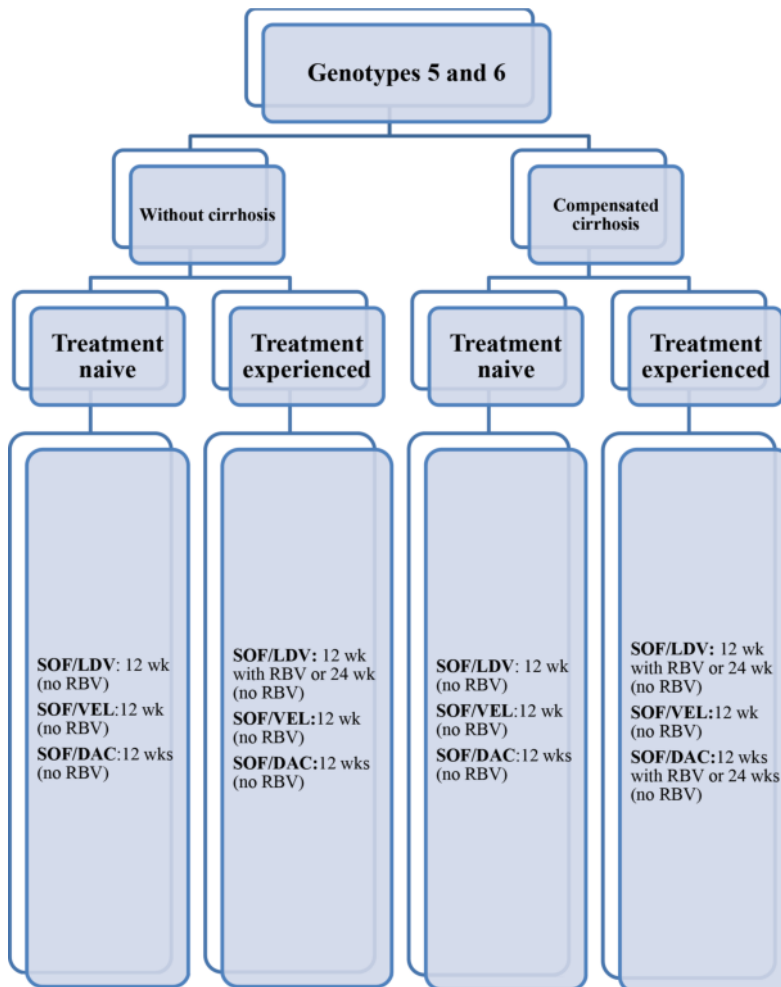 Genotypes 5 and 6
Without cirrhosis
Compensated
cirrhosis
Treatment
naive
Treatment
experienced
Treatment
naive
Treatment
experienced
SOF/LDV: 12 wk
(no RBV)
SOF/VEL:12 wk
(no RBV)
SOF/DAC:12 wks
(no RBV)
SOF/LDV: 12 wk
with RBV or 24 wk
(no RBV)
SOF/VEL:12 wk
(no RBV)
SOF/DAC:12 wks
(no RBV)
SOF/LDV: 12 wk
(no RBV)
SOF/VEL:12 wk
(no RBV)
SOF/DAC:12 wks
(no RBV)
SOF/LDV: 12 wk
with RBV or 24 wk
(no RBV)
SOF/VEL:12 wk
(no RBV)
SOF/DAC:12 wks
with RBV or 24 wks
(no RBV)